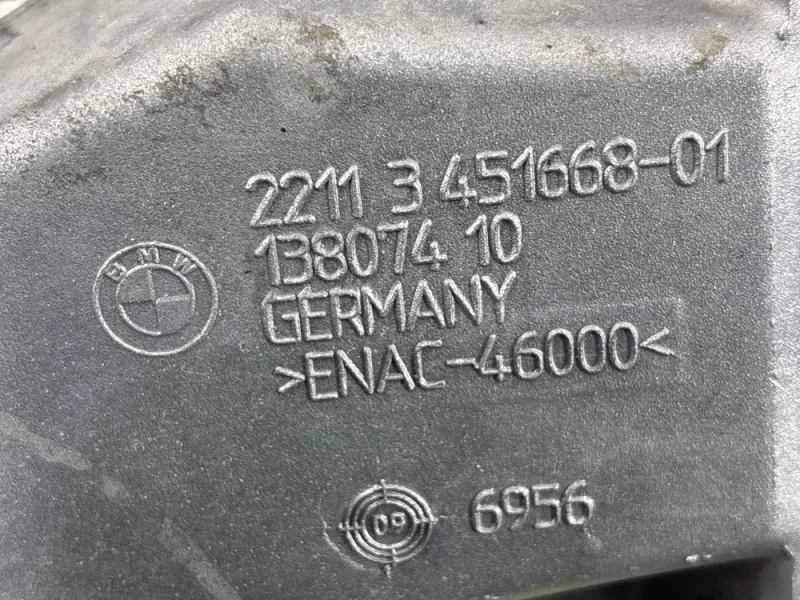 2211 3 451668-01
138074 10
BMW
GERMANY
>ENAC-46000<
09
6956